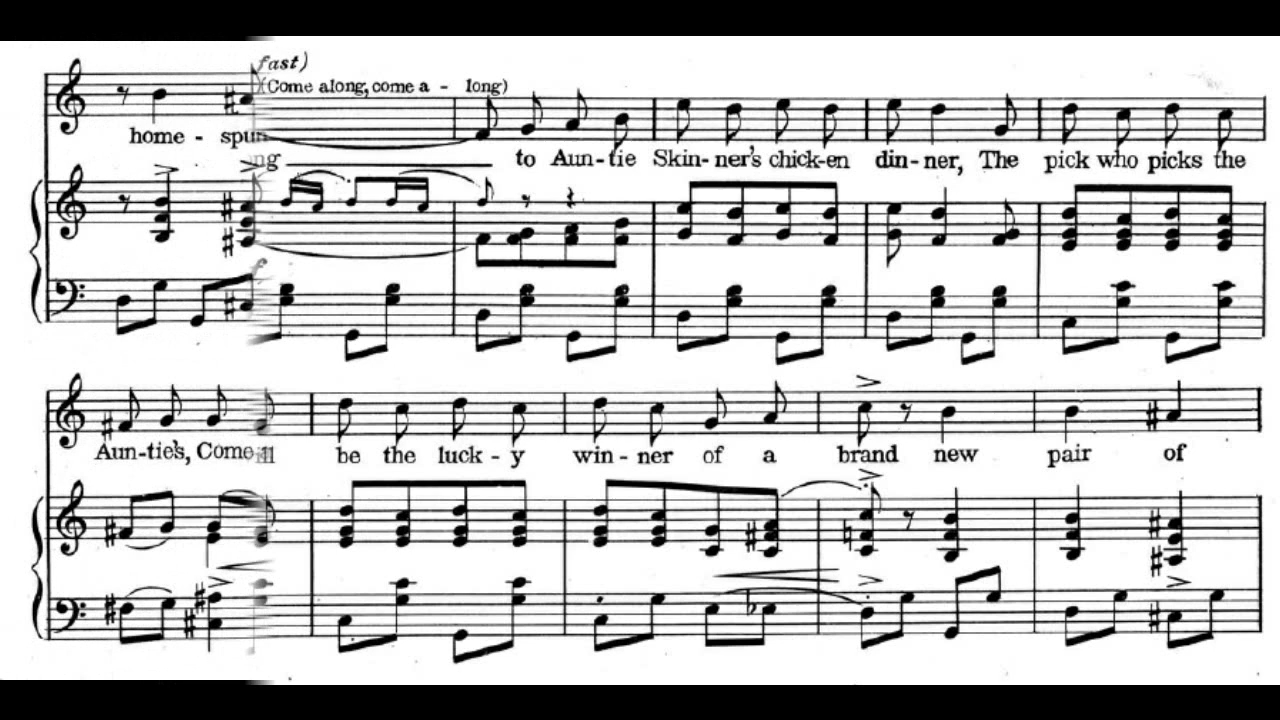 fast)
(Come along, come a - long)
home - spun
to Aun-tie Skin-ner's chick-en din-ner, The pick who picks the
Aun-tie's, Come be the luck - y win - ner of a brand new pair of